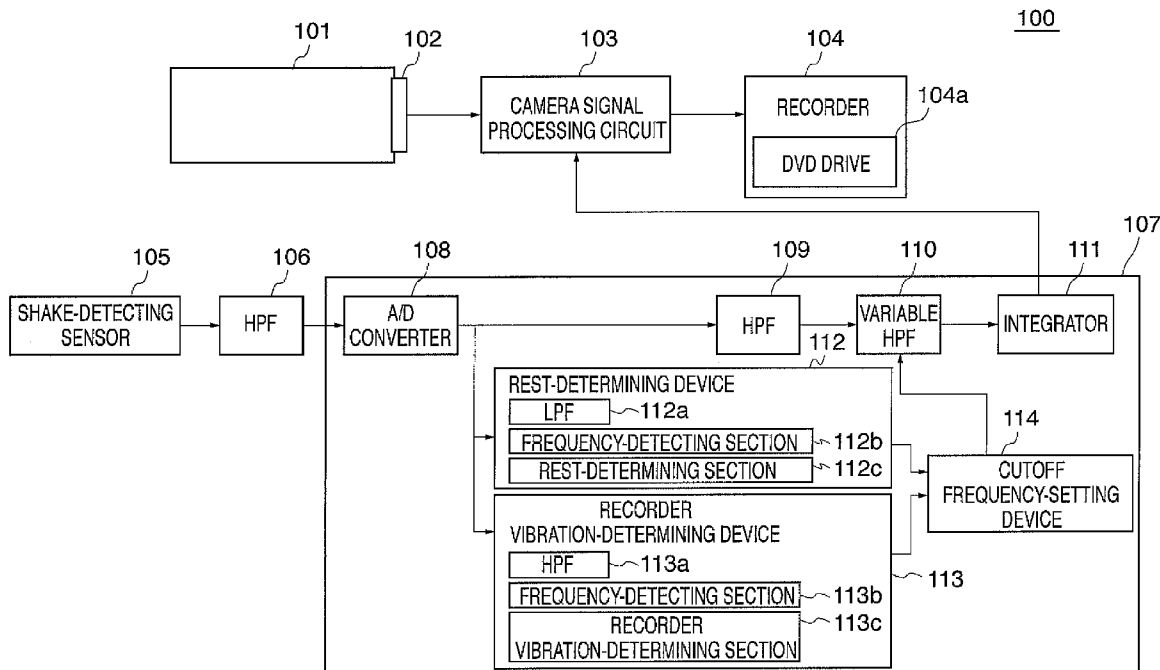 100
101
102
103
104
CAMERA SIGNAL
PROCESSING CIRCUIT
RECORDER
104a
DVD DRIVE
107
105
106
108
109
110
111
SHAKE-DETECTING
SENSOR
HPF
A/D
CONVERTER
HPF
VARIABLE
HPF
INTEGRATOR
112
REST-DETERMINING DEVICE
LPF
112a
FREQUENCY-DETECTING SECTION
112b
REST-DETERMINING SECTION
112c
114
CUTOFF
FREQUENCY-SETTING
DEVICE
RECORDER
VIBRATION-DETERMINING DEVICE
HPF
113a
113
FREQUENCY-DETECTING SECTION
113b
RECORDER
VIBRATION-DETERMINING SECTION
113c